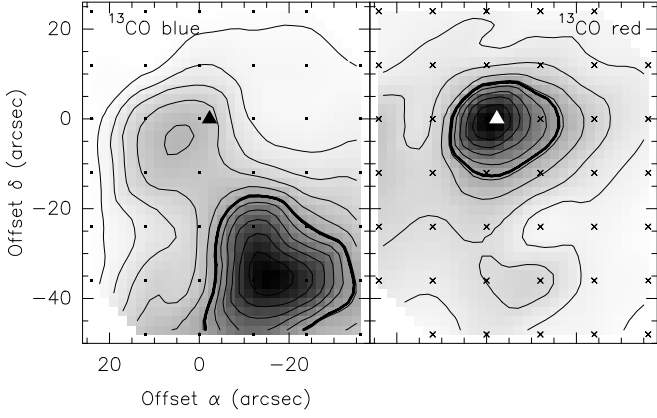 ¹³CO blue
¹³CO red
20
0
−20
−40
Offset δ (arcsec)
20
0
−20
Offset α (arcsec)